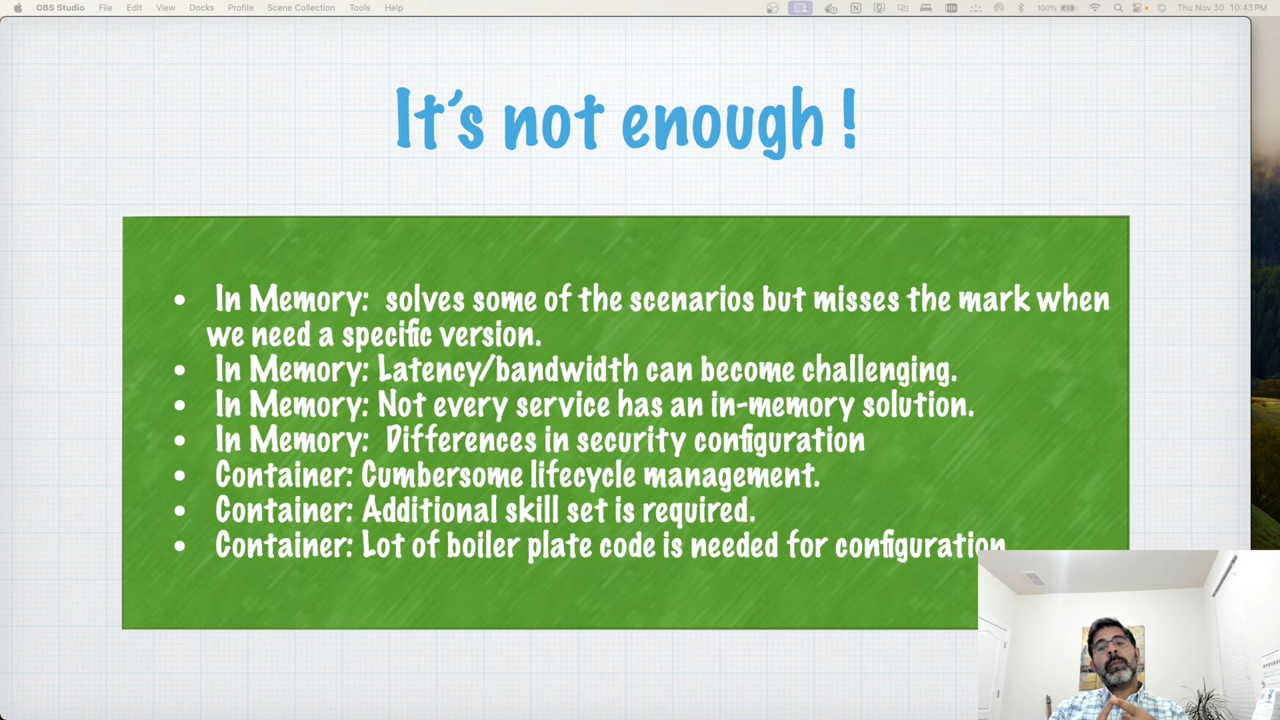 OBS Studio File Edit View Docks Profile Scene Collection Tools Help 100% Thu Nov 30 10:43 PM
It's not enough !
• In Memory: solves some of the scenarios but misses the mark when
we need a specific version.
• In Memory: Latency/bandwidth can become challenging.
• In Memory: Not every service has an in-memory solution.
• In Memory: Differences in security configuration
• Container: Cumbersome lifecycle management.
• Container: Additional skill set is required.
• Container: Lot of boiler plate code is needed for configuration